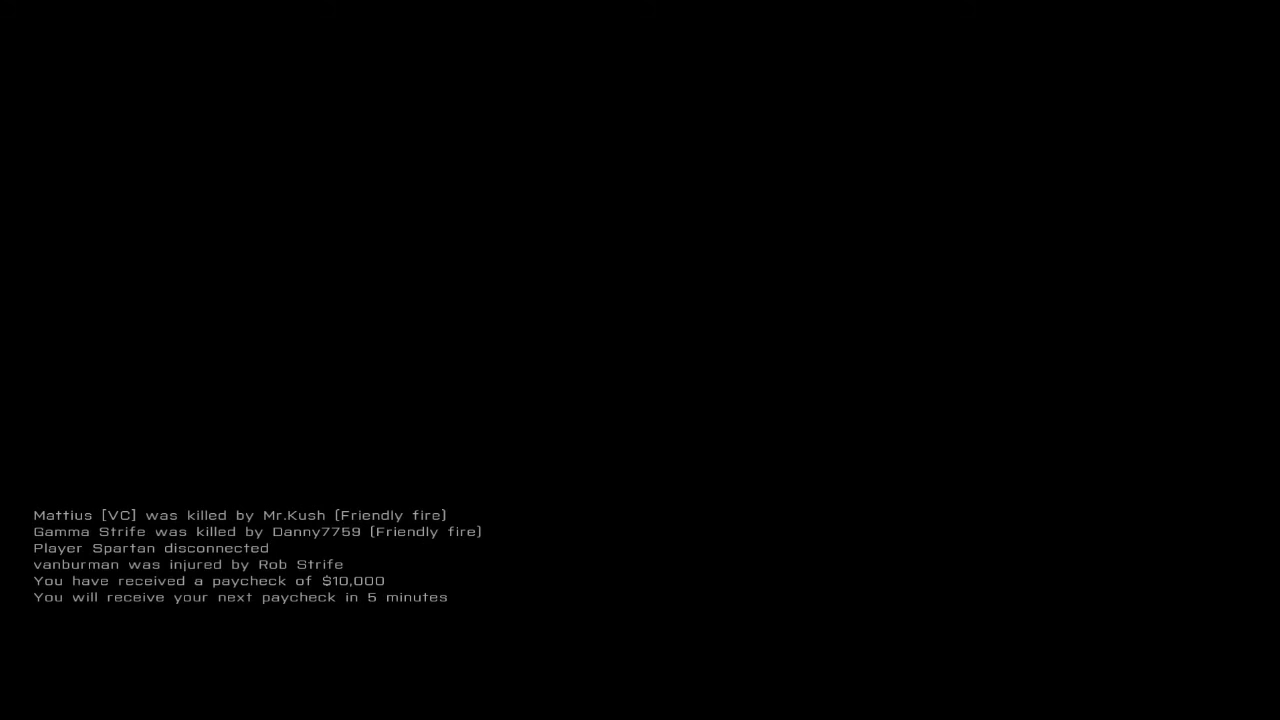 Mattius [VC] was killed by Mr.Kush (Friendly fire)
Gamma Strife was killed by Danny7759 (Friendly fire)
Player Spartan disconnected
vanburman was injured by Rob Strife
You have received a paycheck of $10,000
You will receive your next paycheck in 5 minutes